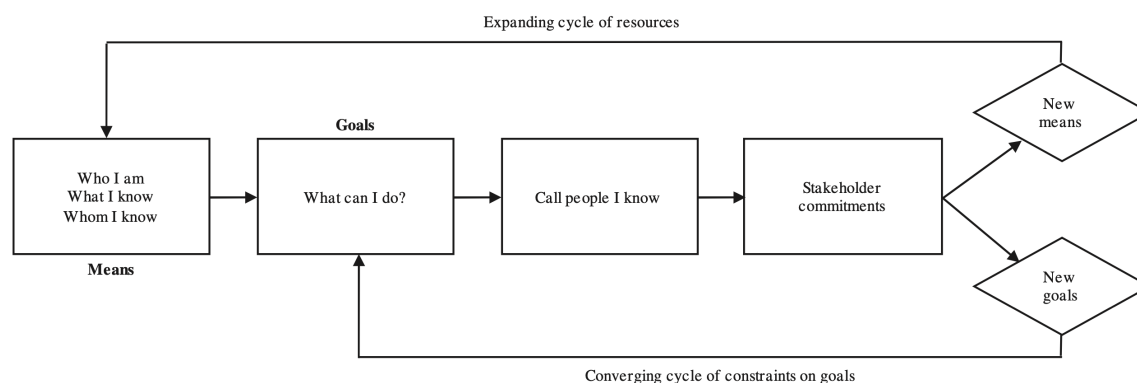 Expanding cycle of resources
New
means
Goals
Who I am
What I know
Whom I know
What can I do?
Call people I know
Stakeholder
commitments
Means
New
goals
Converging cycle of constraints on goals